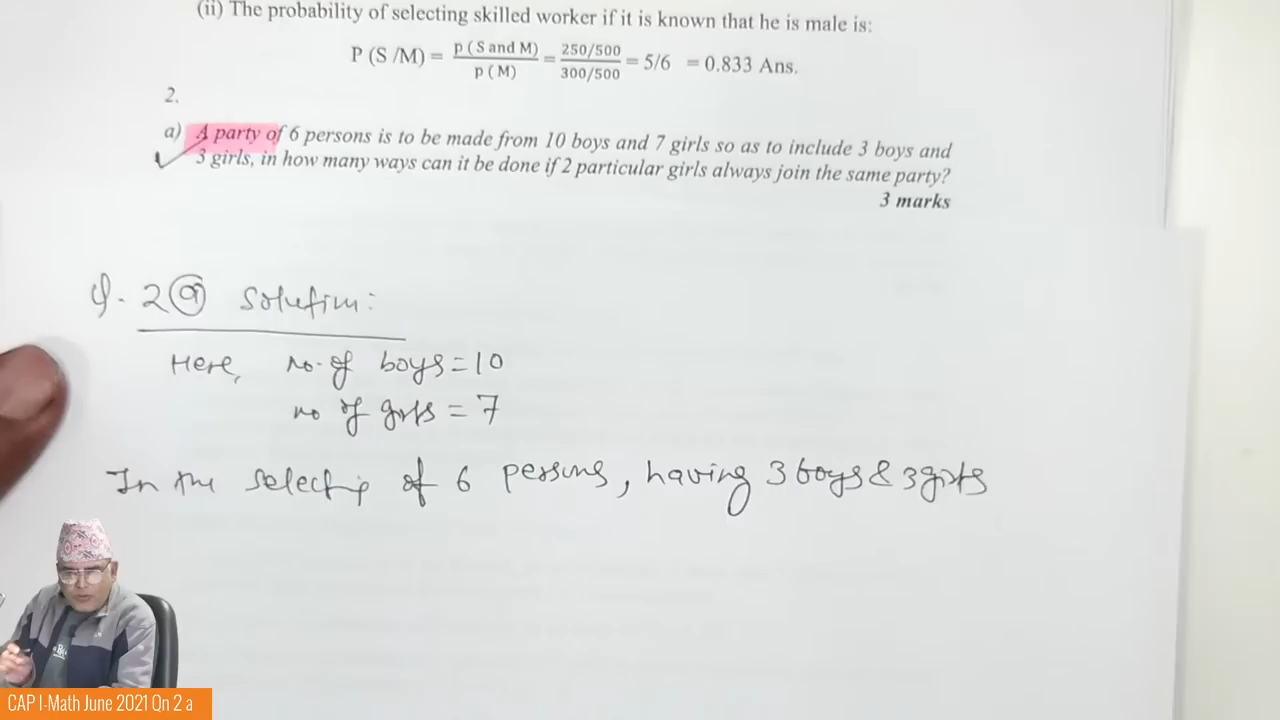 (ii) The probability of selecting skilled worker if it is known that he is male is:
P (S /M) = p ( S and M) / p ( M) = 250/500 / 300/500 = 5/6 = 0.833 Ans.
2.
a) A party of 6 persons is to be made from 10 boys and 7 girls so as to include 3 boys and
3 girls, in how many ways can it be done if 2 particular girls always join the same party?
3 marks
Q. 2 (a) Solution:
Here, no. of boys = 10
no of girls = 7
In the selection of 6 persons, having 3 boys & 3 girls
CAP I-Math June 2021 Qn 2 a